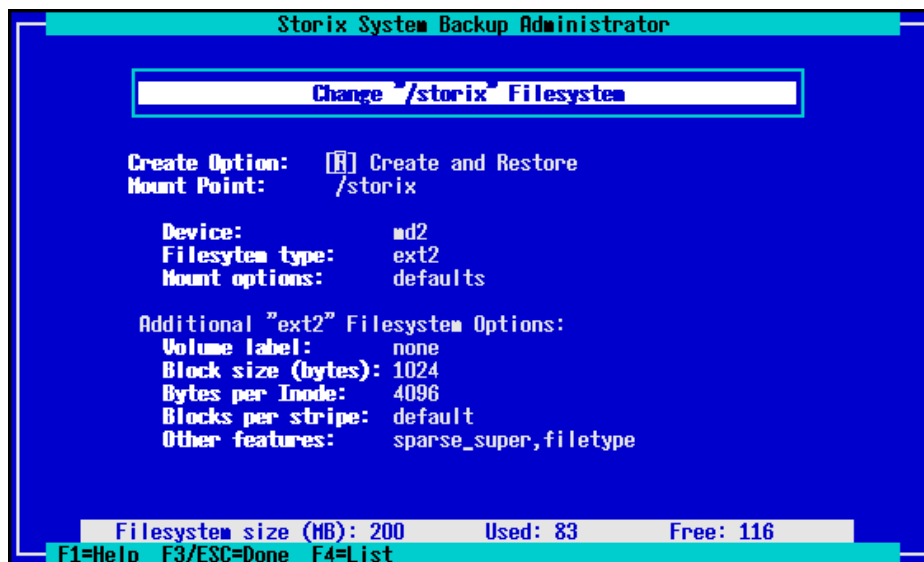 Storix System Backup Administrator
Change "/storix" Filesystem
Create Option: [R] Create and Restore
Mount Point: /storix
Device: md2
Filesytem type: ext2
Mount options: defaults
Additional "ext2" Filesystem Options:
Volume label: none
Block size (bytes): 1024
Bytes per Inode: 4096
Blocks per stripe: default
Other features: sparse_super,filetype
Filesystem size (MB): 200 Used: 83 Free: 116
F1=Help F3/ESC=Done F4=List